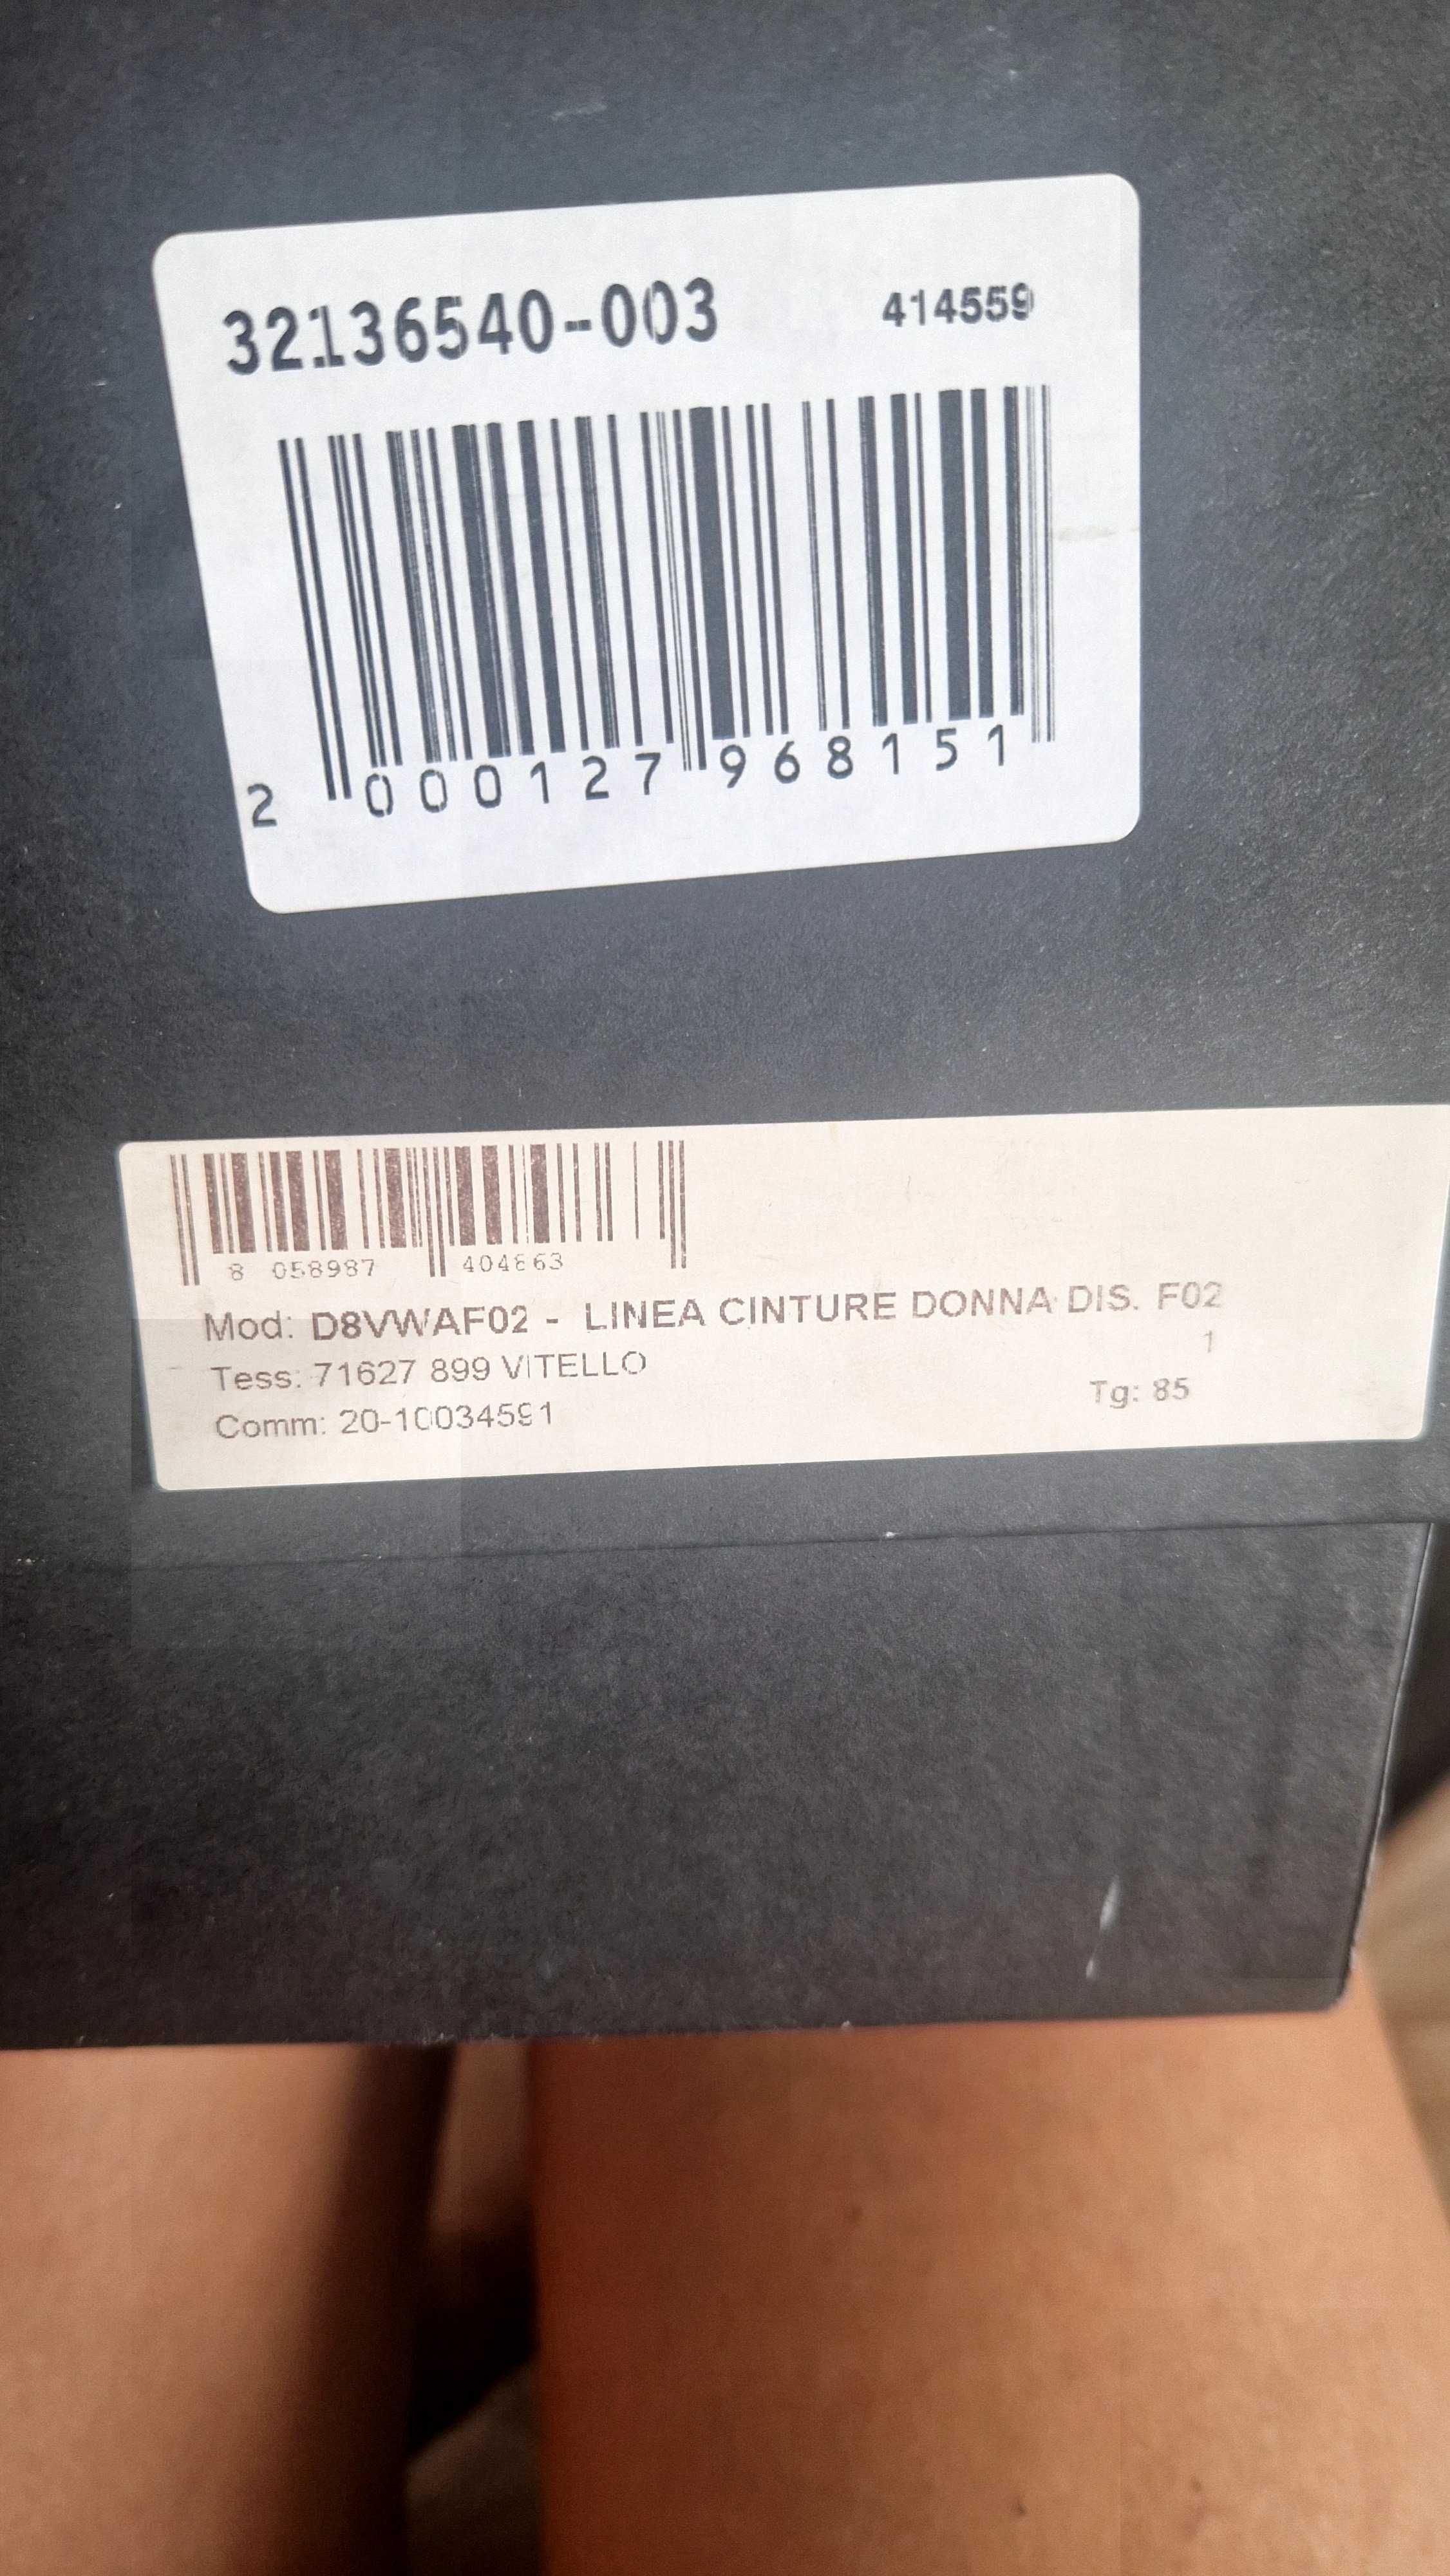 32136540-003 414559
2 000127 968151
8 058987 404863
Mod: D8VWAF02 - LINEA CINTURE DONNA DIS. F02
1
Tess: 71627 899 VITELLO
Tg: 85
Comm: 20-10034591